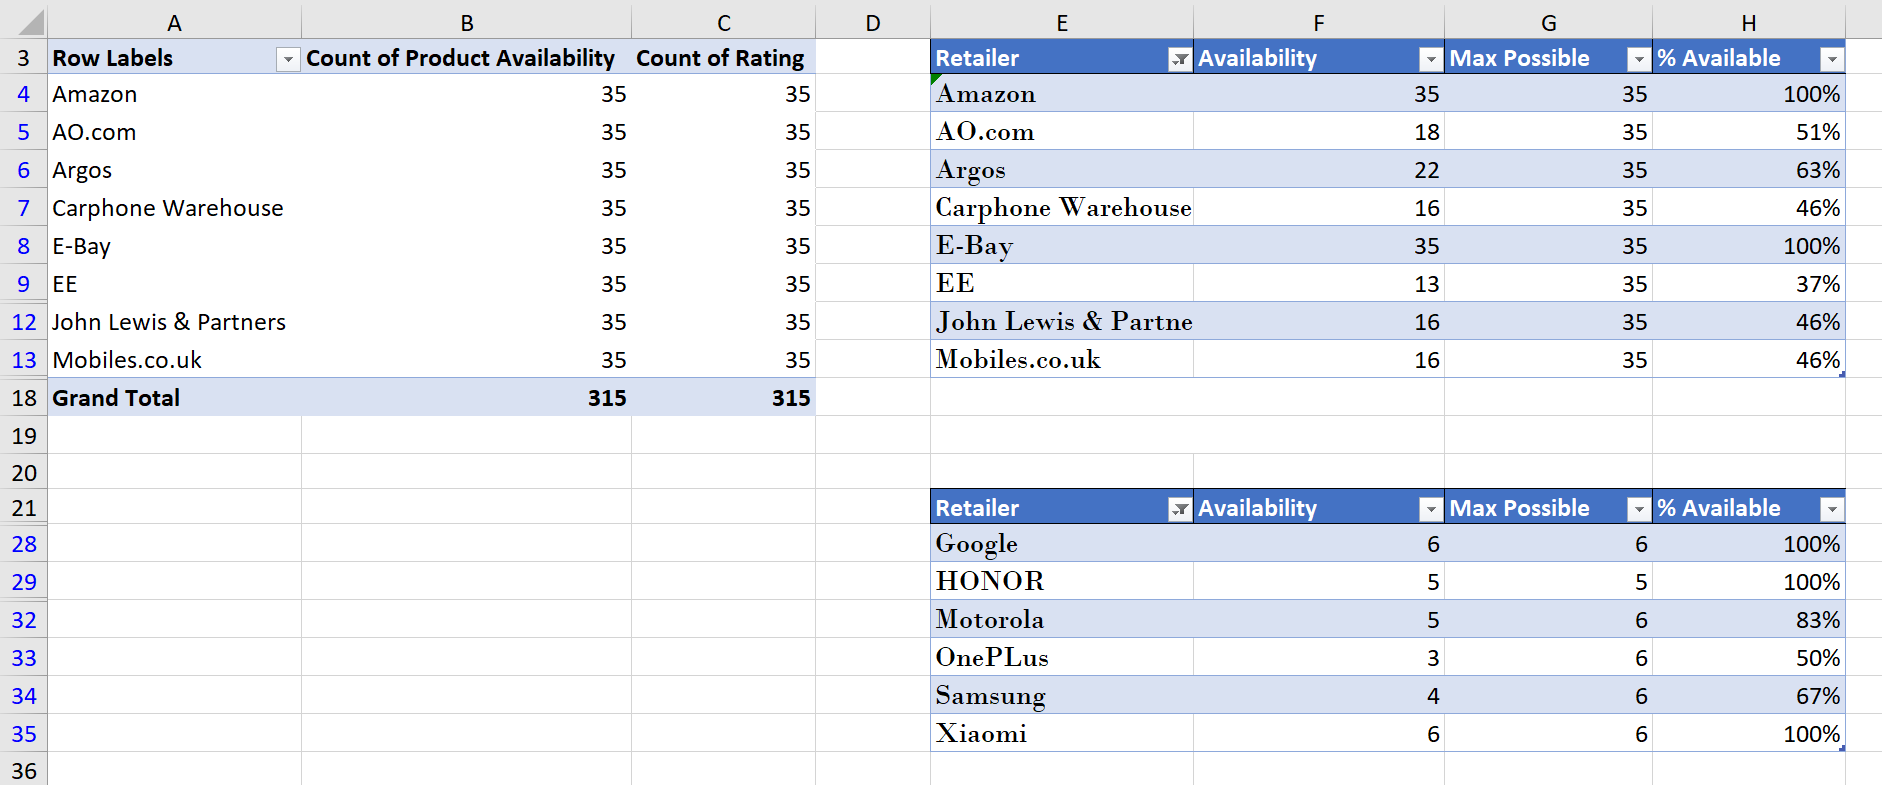 A B C D E F G H
3 Row Labels Count of Product Availability Count of Rating Retailer Availability Max Possible % Available
4 Amazon 35 35 Amazon 35 35 100%
5 AO.com 35 35 AO.com 18 35 51%
6 Argos 35 35 Argos 22 35 63%
7 Carphone Warehouse 35 35 Carphone Warehouse 16 35 46%
8 E-Bay 35 35 E-Bay 35 35 100%
9 EE 35 35 EE 13 35 37%
12 John Lewis & Partners 35 35 John Lewis & Partne 16 35 46%
13 Mobiles.co.uk 35 35 Mobiles.co.uk 16 35 46%
18 Grand Total 315 315
19
20
21 Retailer Availability Max Possible % Available
28 Google 6 6 100%
29 HONOR 5 5 100%
32 Motorola 5 6 83%
33 OnePLus 3 6 50%
34 Samsung 4 6 67%
35 Xiaomi 6 6 100%
36